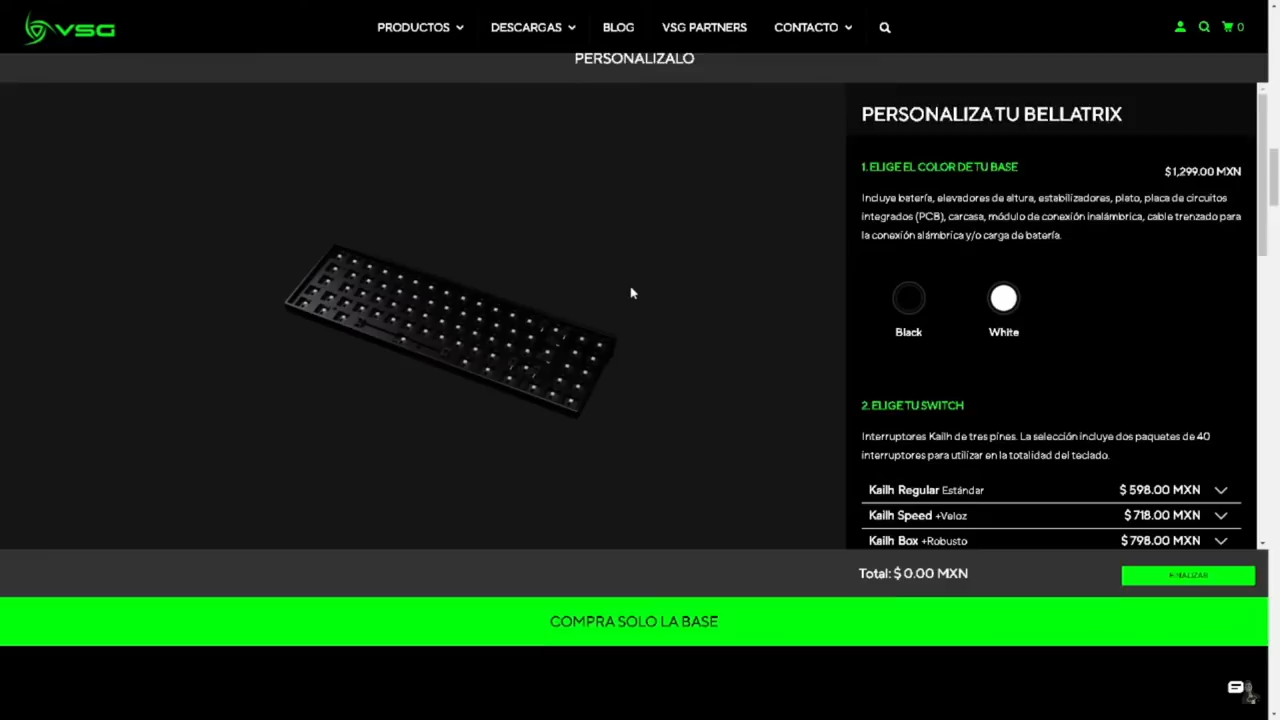 VSG
PRODUCTOS
DESCARGAS
BLOG
VSG PARTNERS
CONTACTO
0
PERSONALIZALO
PERSONALIZA TU BELLATRIX
1. ELIGE EL COLOR DE TU BASE
$1,299.00 MXN
Incluye batería, elevadores de altura, estabilizadores, plato, placa de circuitos
integrados (PCB), carcasa, módulo de conexión inalámbrica, cable trenzado para
la conexión alámbrica y/o carga de batería.
Black
White
2. ELIGE TU SWITCH
Interruptores Kailh de tres pines. La selección incluye dos paquetes de 40
interruptores para utilizar en la totalidad del teclado.
Kailh Regular Estándar $ 598.00 MXN
Kailh Speed +Veloz $ 718.00 MXN
Kailh Box +Robusto $ 798.00 MXN
Total: $ 0.00 MXN
FINALIZAR
COMPRA SOLO LA BASE